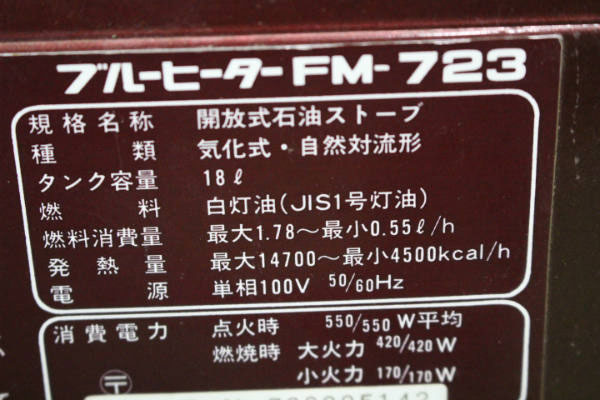 ブルーヒーターFM-723
規格名称 開放式石油ストーブ
種類 気化式・自然対流形
タンク容量 18ℓ
燃料 白灯油(JIS1号灯油)
燃料消費量 最大1.78～最小0.55ℓ/h
発熱量 最大14700～最小4500kcal/h
電源 単相100V 50/60Hz
消費電力 点火時 550/550W平均
燃焼時 大火力 420/420W
〒 小火力 170/170W